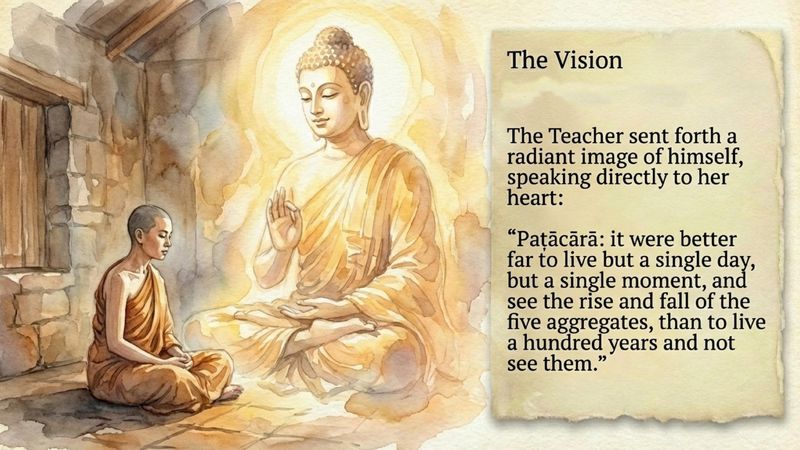 The Vision
The Teacher sent forth a
radiant image of himself,
speaking directly to her
heart:
“Paṭācārā: it were better
far to live but a single day,
but a single moment, and
see the rise and fall of the
five aggregates, than to live
a hundred years and not
see them.”